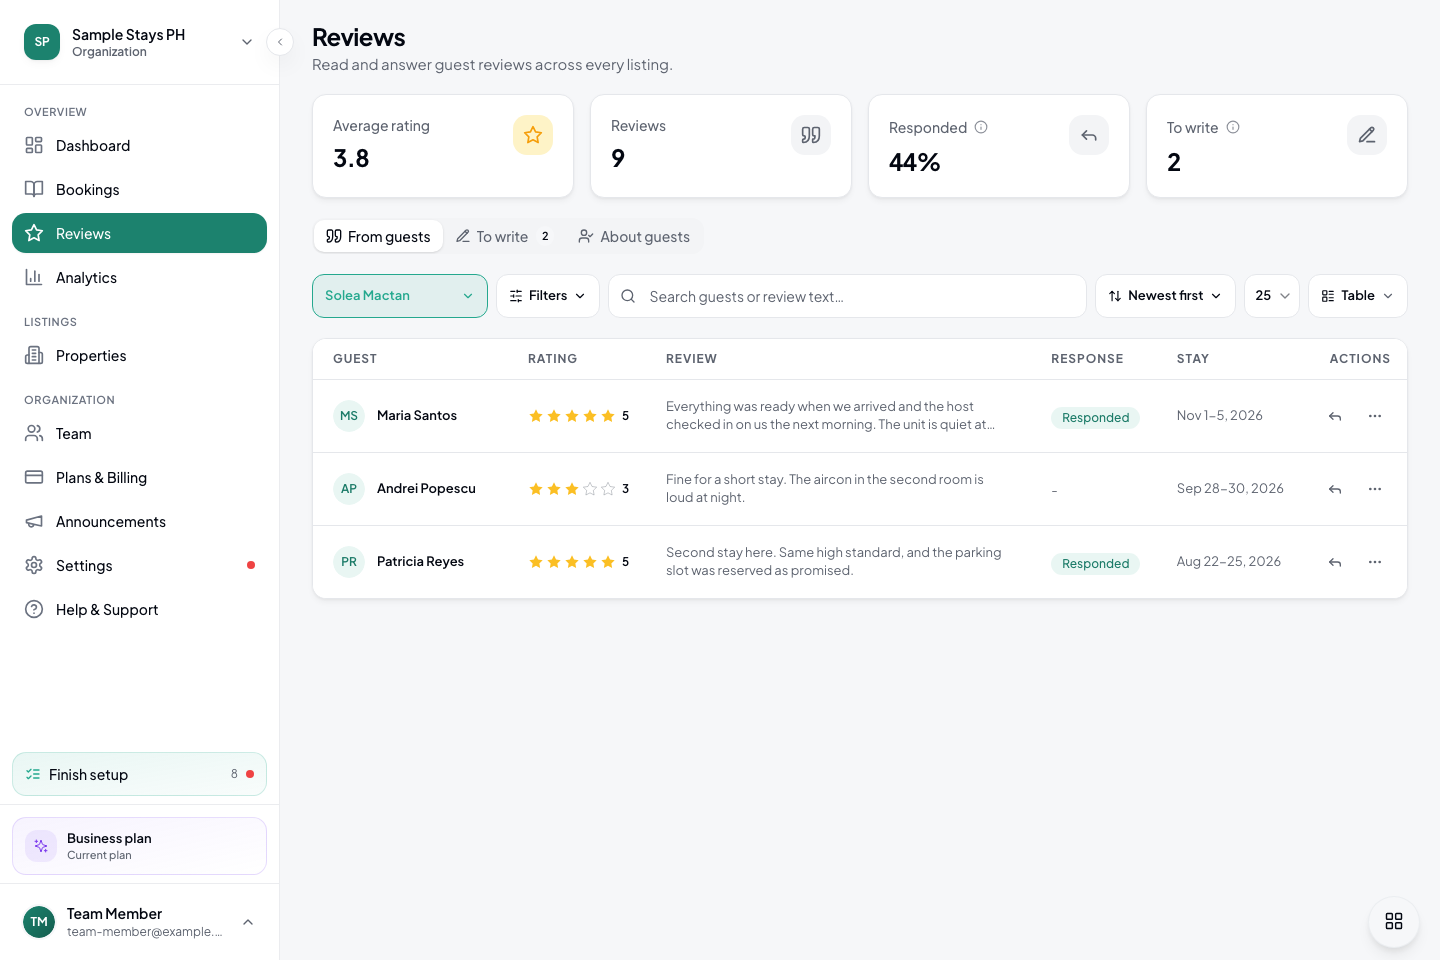 SP
Sample Stays PH
Organization
OVERVIEW
Dashboard
Bookings
Reviews
Analytics
LISTINGS
Properties
ORGANIZATION
Team
Plans & Billing
Announcements
Settings
Help & Support
Finish setup 8
Business plan
Current plan
TM
Team Member
team-member@example....
Reviews
Read and answer guest reviews across every listing.
Average rating
3.8
Reviews
9
Responded
44%
To write
2
From guests To write 2 About guests
Solea Mactan Filters Search guests or review text... Newest first 25 Table
GUEST RATING REVIEW RESPONSE STAY ACTIONS
MS Maria Santos 5 Everything was ready when we arrived and the host
checked in on us the next morning. The unit is quiet at... Responded Nov 1–5, 2026
AP Andrei Popescu 3 Fine for a short stay. The aircon in the second room is
loud at night. - Sep 28–30, 2026
PR Patricia Reyes 5 Second stay here. Same high standard, and the parking
slot was reserved as promised. Responded Aug 22–25, 2026